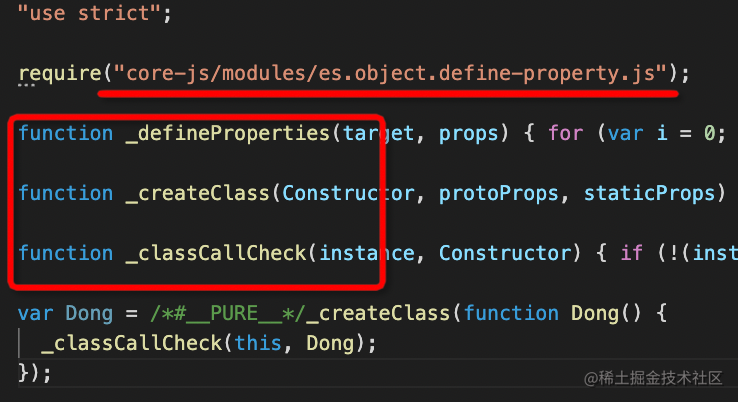 "use strict";
require("core-js/modules/es.object.define-property.js");
function _defineProperties(target, props) { for (var i = 0;
function _createClass(Constructor, protoProps, staticProps)
function _classCallCheck(instance, Constructor) { if (!(inst
var Dong = /*#__PURE__*/_createClass(function Dong() {
_classCallCheck(this, Dong);
});
@稀土掘金技术社区